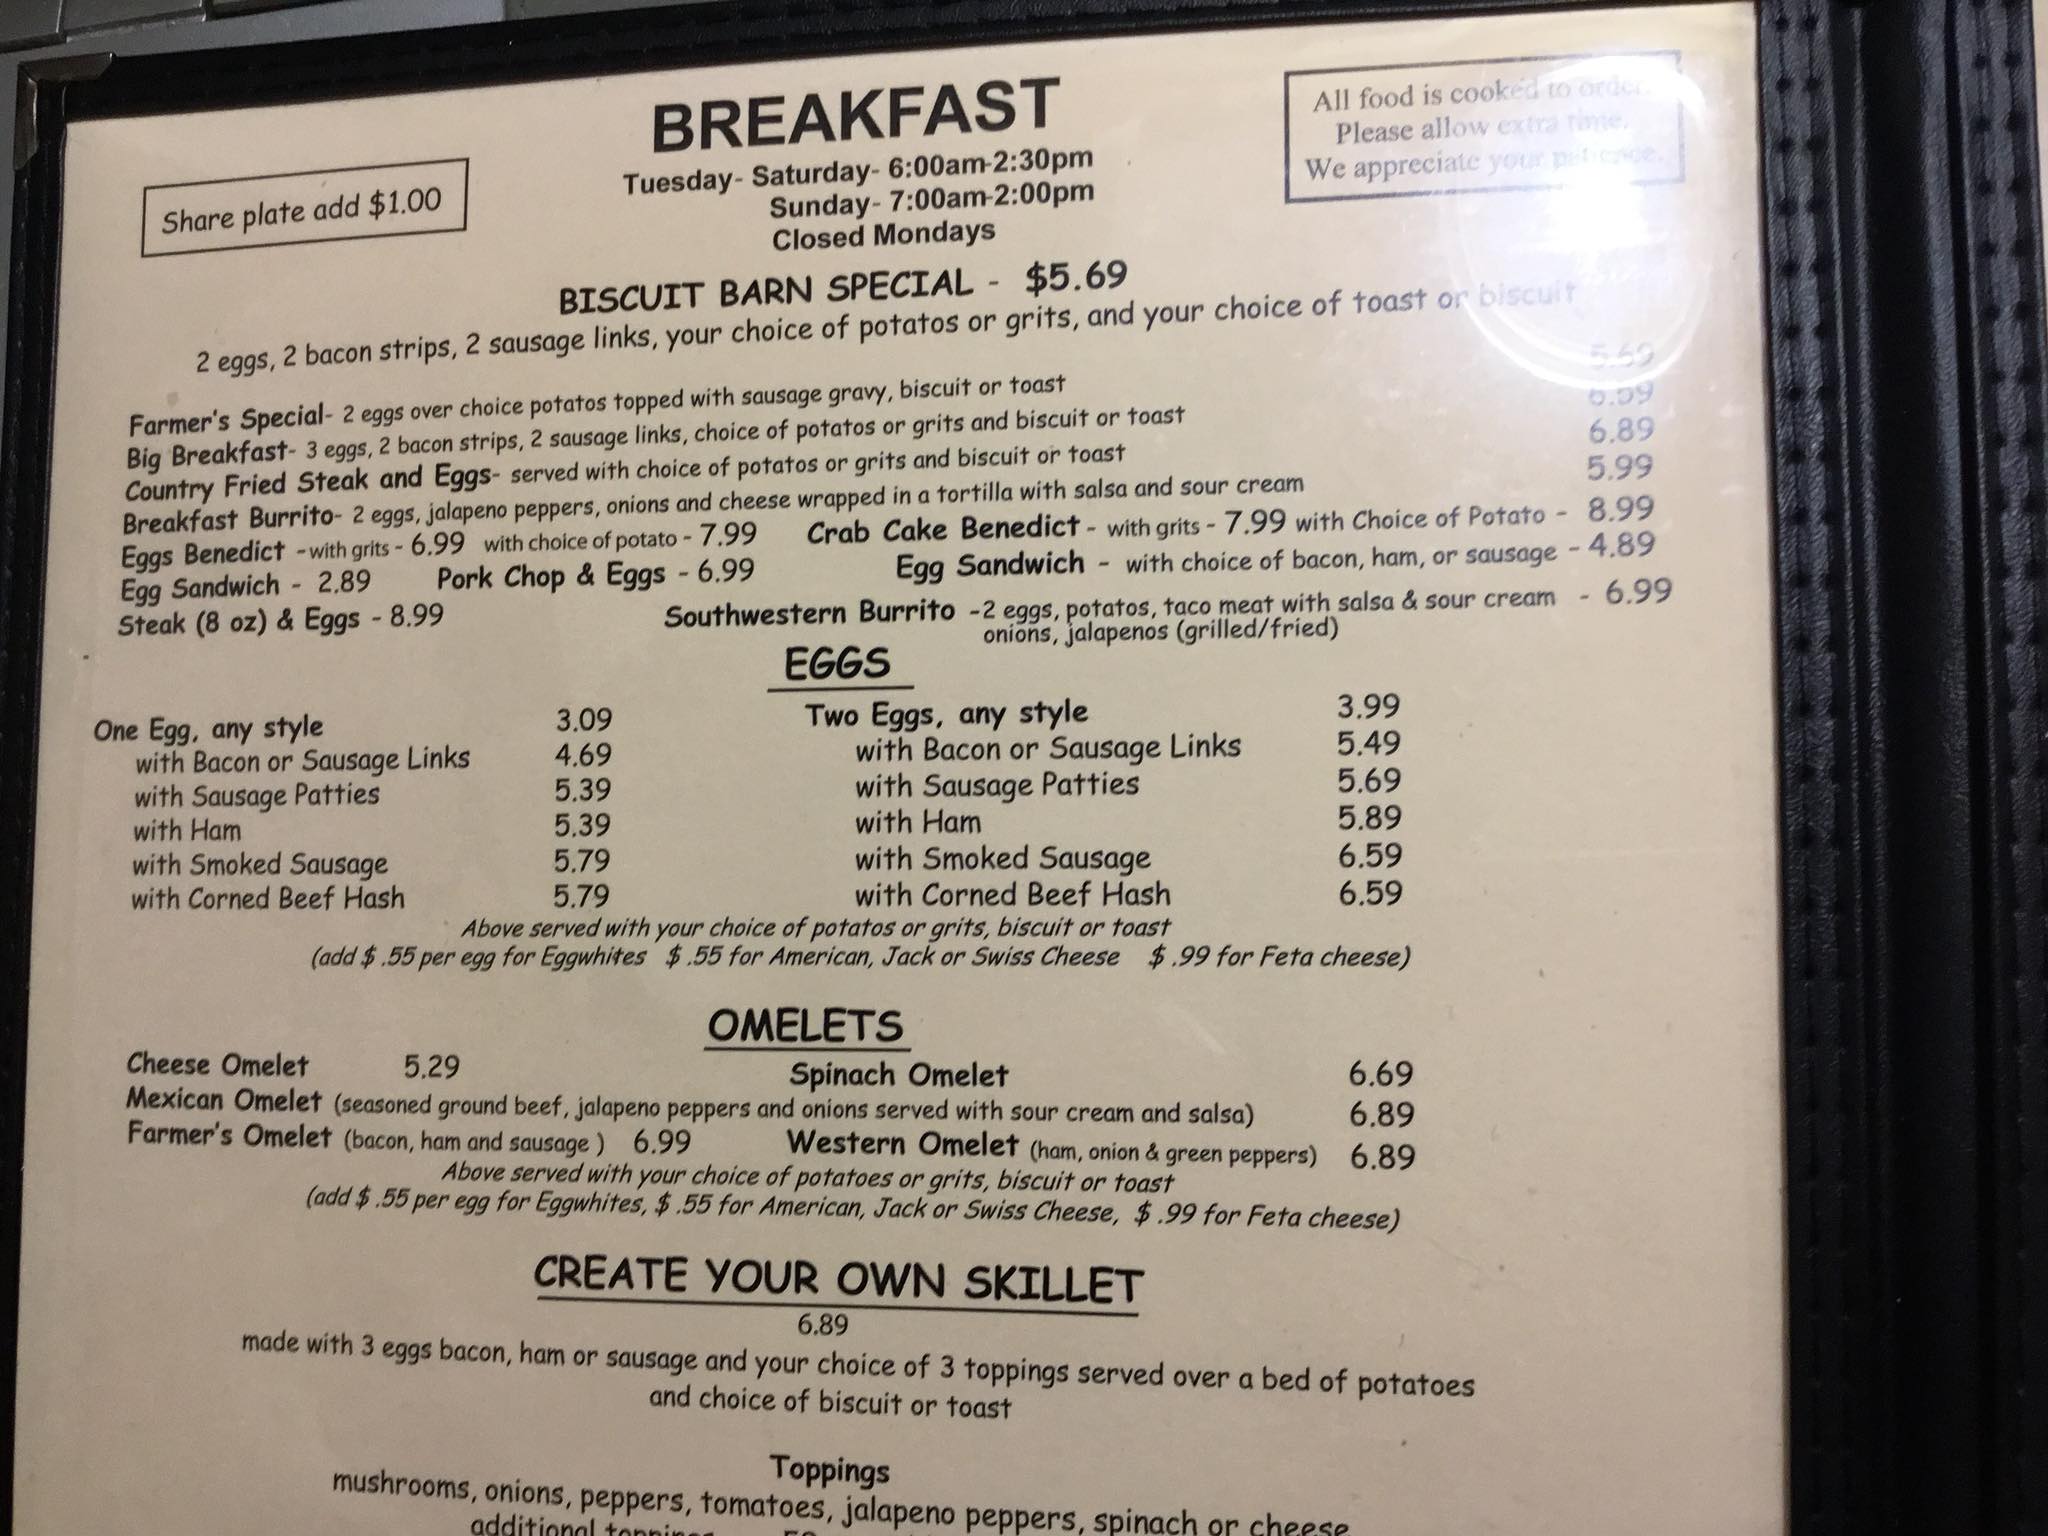 BREAKFAST
Tuesday- Saturday- 6:00am-2:30pm
Sunday- 7:00am-2:00pm
Closed Mondays
Share plate add $1.00
All food is cooked to order.
Please allow extra time.
We appreciate your patience.
BISCUIT BARN SPECIAL - $5.69
2 eggs, 2 bacon strips, 2 sausage links, your choice of potatos or grits, and your choice of toast or biscuit
Farmer's Special- 2 eggs over choice potatos topped with sausage gravy, biscuit or toast 5.69
Big Breakfast- 3 eggs, 2 bacon strips, 2 sausage links, choice of potatos or grits and biscuit or toast
Country Fried Steak and Eggs- served with choice of potatos or grits and biscuit or toast 6.89
Breakfast Burrito- 2 eggs, jalapeno peppers, onions and cheese wrapped in a tortilla with salsa and sour cream 5.99
Eggs Benedict -with grits - 6.99 with choice of potato - 7.99 Crab Cake Benedict - with grits - 7.99 with Choice of Potato - 8.99
Egg Sandwich - 2.89 Pork Chop & Eggs - 6.99 Egg Sandwich - with choice of bacon, ham, or sausage - 4.89
Steak (8 oz) & Eggs - 8.99 Southwestern Burrito -2 eggs, potatos, taco meat with salsa & sour cream - 6.99
onions, jalapenos (grilled/fried)
EGGS
One Egg, any style 3.09 Two Eggs, any style 3.99
with Bacon or Sausage Links 4.69 with Bacon or Sausage Links 5.49
with Sausage Patties 5.39 with Sausage Patties 5.69
with Ham 5.39 with Ham 5.89
with Smoked Sausage 5.79 with Smoked Sausage 6.59
with Corned Beef Hash 5.79 with Corned Beef Hash 6.59
Above served with your choice of potatos or grits, biscuit or toast
(add $ .55 per egg for Eggwhites $ .55 for American, Jack or Swiss Cheese $ .99 for Feta cheese)
OMELETS
Cheese Omelet 5.29 Spinach Omelet 6.69
Mexican Omelet (seasoned ground beef, jalapeno peppers and onions served with sour cream and salsa) 6.89
Farmer's Omelet (bacon, ham and sausage ) 6.99 Western Omelet (ham, onion & green peppers) 6.89
Above served with your choice of potatoes or grits, biscuit or toast
(add $ .55 per egg for Eggwhites, $ .55 for American, Jack or Swiss Cheese, $ .99 for Feta cheese)
CREATE YOUR OWN SKILLET
6.89
made with 3 eggs bacon, ham or sausage and your choice of 3 toppings served over a bed of potatoes
and choice of biscuit or toast
Toppings
mushrooms, onions, peppers, tomatoes, jalapeno peppers, spinach or cheese
additional toppings